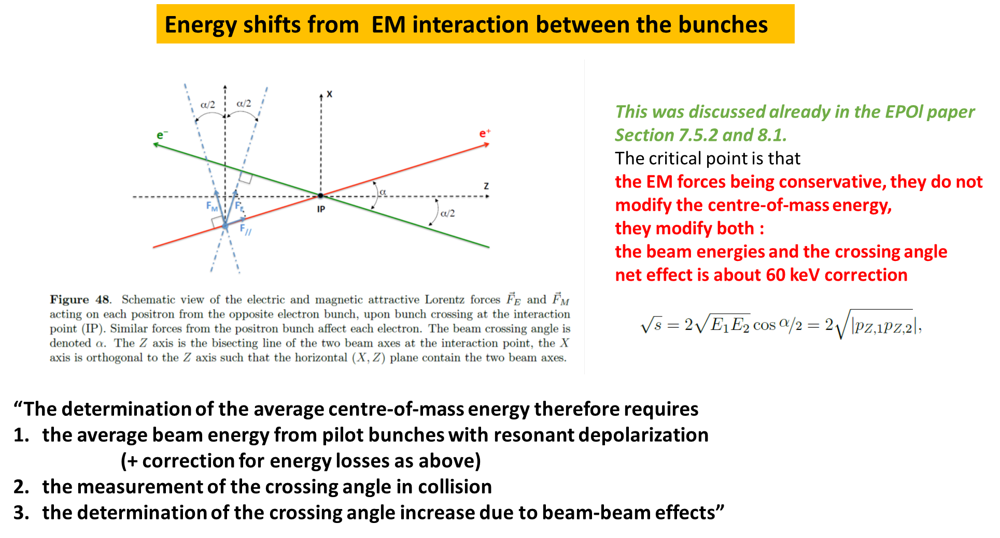 Energy shifts from EM interaction between the bunches
X
α/2
α/2
e⁻
e⁺
Z
α
F_M
F_E
IP
α/2
F_//
This was discussed already in the EPOl paper
Section 7.5.2 and 8.1.
The critical point is that
the EM forces being conservative, they do not
modify the centre-of-mass energy,
they modify both :
the beam energies and the crossing angle
net effect is about 60 keV correction
Figure 48. Schematic view of the electric and magnetic attractive Lorentz forces F⃗_E and F⃗_M
acting on each positron from the opposite electron bunch, upon bunch crossing at the interaction
point (IP). Similar forces from the positron bunch affect each electron. The beam crossing angle is
denoted α. The Z axis is the bisecting line of the two beam axes at the interaction point, the X
axis is orthogonal to the Z axis such that the horizontal (X, Z) plane contain the two beam axes.
√s = 2√E₁E₂ cos α/2 = 2√|p_{Z,1}p_{Z,2}|,
“The determination of the average centre-of-mass energy therefore requires
1. the average beam energy from pilot bunches with resonant depolarization
(+ correction for energy losses as above)
2. the measurement of the crossing angle in collision
3. the determination of the crossing angle increase due to beam-beam effects”